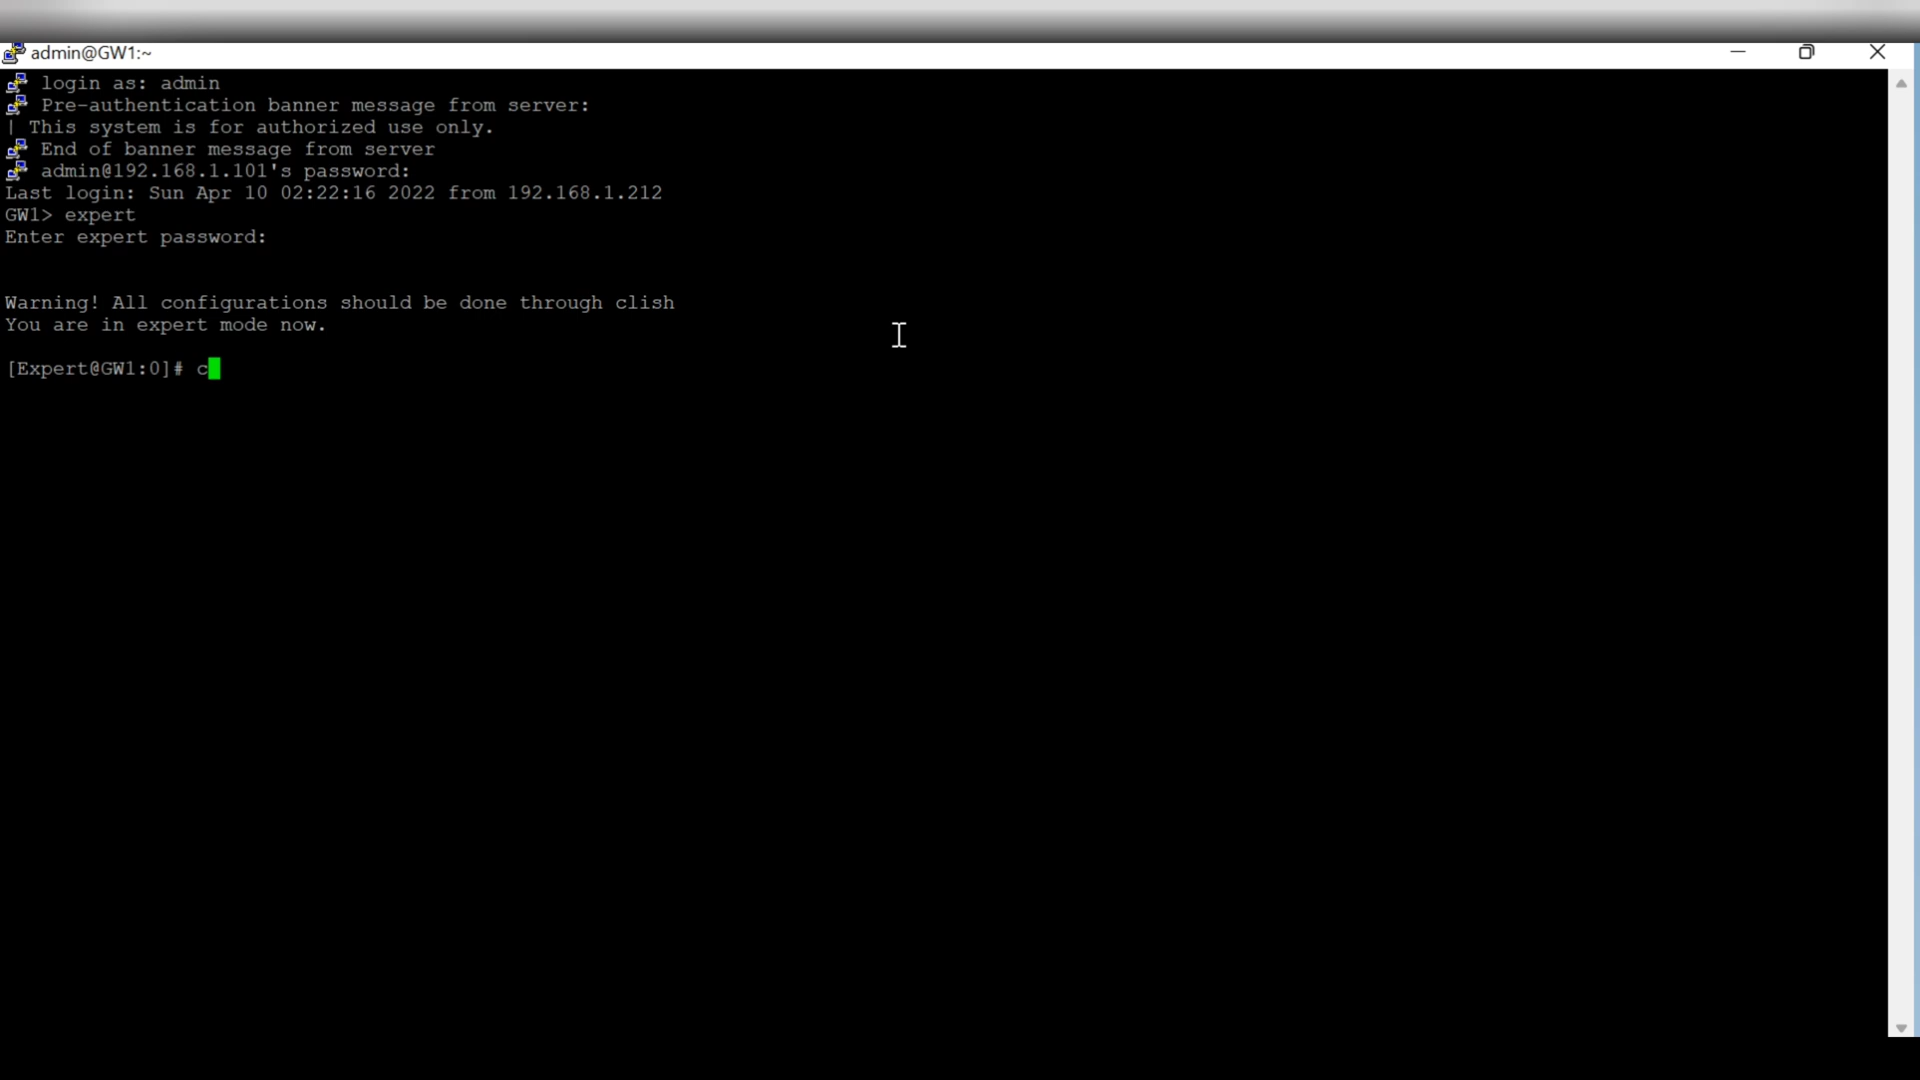 admin@GW1:~
login as: admin
Pre-authentication banner message from server:
| This system is for authorized use only.
End of banner message from server
admin@192.168.1.101's password:
Last login: Sun Apr 10 02:22:16 2022 from 192.168.1.212
GW1> expert
Enter expert password:
Warning! All configurations should be done through clish
You are in expert mode now.
[Expert@GW1:0]# c